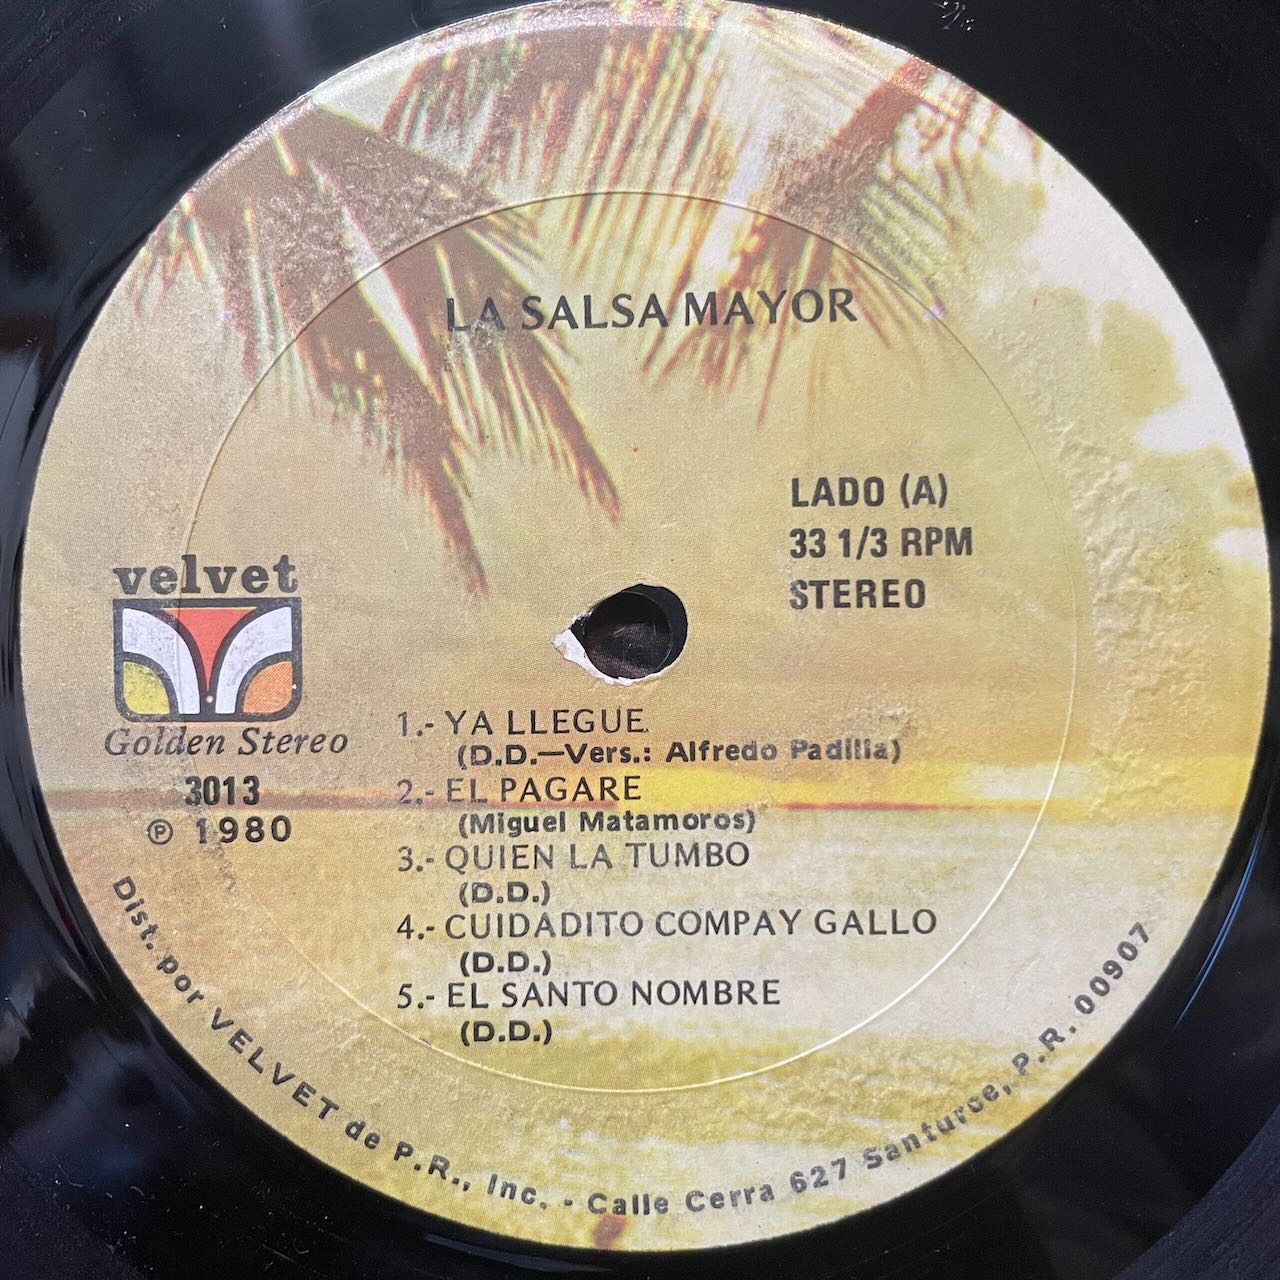 LA SALSA MAYOR
LADO (A)
33 1/3 RPM
STEREO
velvet
Golden Stereo
3013
℗ 1980
1.- YA LLEGUE
(D.D.—Vers.: Alfredo Padilla)
2.- EL PAGARE
(Miguel Matamoros)
3.- QUIEN LA TUMBO
(D.D.)
4.- CUIDADITO COMPAY GALLO
(D.D.)
5.- EL SANTO NOMBRE
(D.D.)
Dist. por VELVET de P.R., Inc. - Calle Cerra 627 Santurce, P.R. 00907